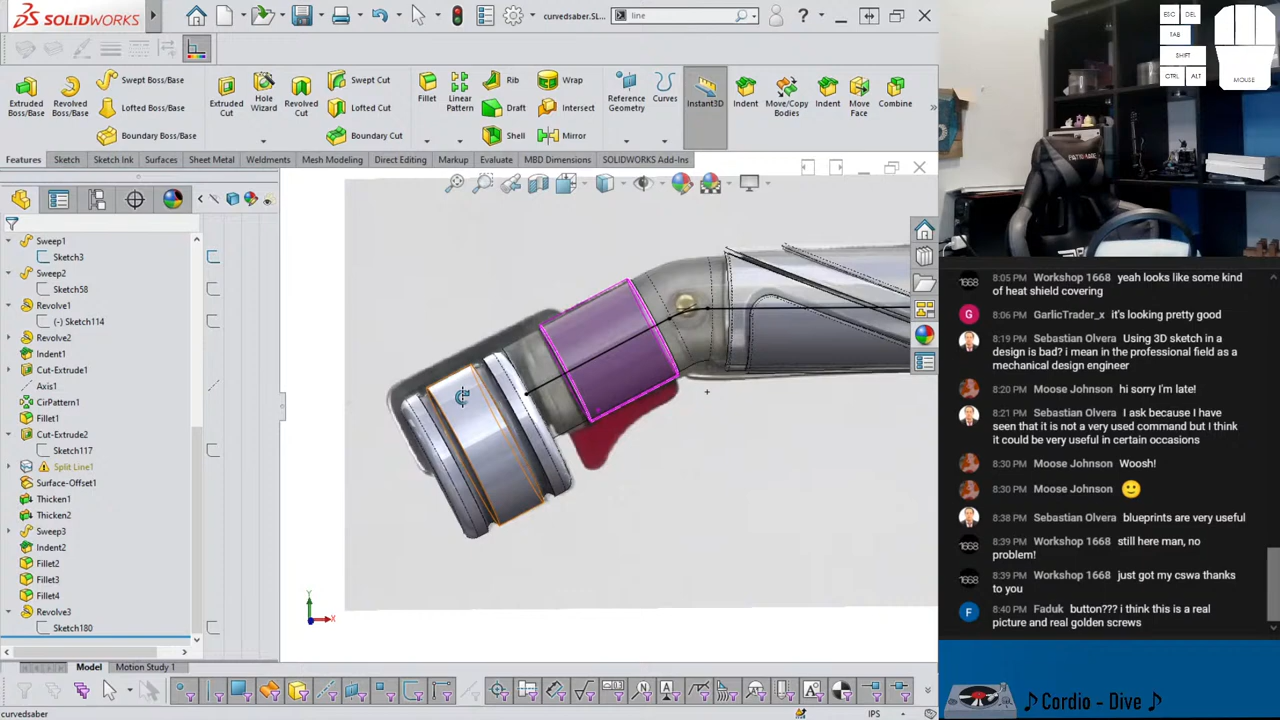 SOLIDWORKS
curvedsaber.SL...
line
Extruded Boss/Base
Revolved Boss/Base
Swept Boss/Base
Lofted Boss/Base
Boundary Boss/Base
Extruded Cut
Hole Wizard
Revolved Cut
Swept Cut
Lofted Cut
Boundary Cut
Fillet
Linear Pattern
Rib
Draft
Shell
Wrap
Intersect
Mirror
Reference Geometry
Curves
Instant3D
Indent
Move/Copy Bodies
Indent
Move Face
Combine
Features
Sketch
Sketch Ink
Surfaces
Sheet Metal
Weldments
Mesh Modeling
Direct Editing
Markup
Evaluate
MBD Dimensions
SOLIDWORKS Add-Ins
Sweep1
Sketch3
Sweep2
Sketch58
Revolve1
(-) Sketch114
Revolve2
Indent1
Cut-Extrude1
Axis1
CirPattern1
Fillet1
Cut-Extrude2
Sketch117
Split Line1
Surface-Offset1
Thicken1
Thicken2
Sweep3
Indent2
Fillet2
Fillet3
Fillet4
Revolve3
Sketch180
Y
X
Model
Motion Study 1
curvedsaber
IPS
ESC
DEL
TAB
SHIFT
CTRL
ALT
MOUSE
8:05 PM Workshop 1668 yeah looks like some kind
of heat shield covering
8:06 PM GarlicTrader_x it's looking pretty good
8:19 PM Sebastian Olvera Using 3D sketch in a
design is bad? i mean in the professional field as a
mechanical design engineer
8:20 PM Moose Johnson hi sorry I'm late!
8:21 PM Sebastian Olvera I ask because I have
seen that it is not a very used command but I think
it could be very useful in certain occasions
8:30 PM Moose Johnson Woosh!
8:30 PM Moose Johnson 🙂
8:38 PM Sebastian Olvera blueprints are very useful
8:39 PM Workshop 1668 still here man, no
problem!
8:39 PM Workshop 1668 just got my cswa thanks
to you
8:40 PM Faduk button??? i think this is a real
picture and real golden screws
♪ Cordio - Dive ♪